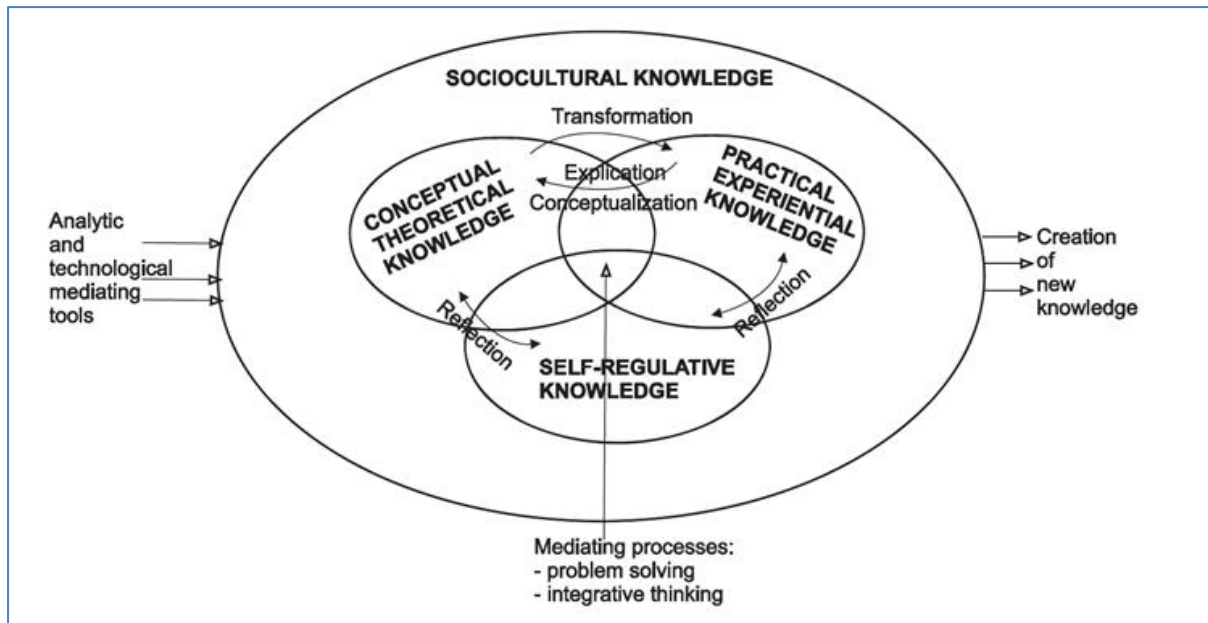 SOCIOCULTURAL KNOWLEDGE
Transformation
CONCEPTUAL
THEORETICAL
KNOWLEDGE
Explication
Conceptualization
PRACTICAL
EXPERIENTIAL
KNOWLEDGE
Analytic
and
technological
mediating
tools
Creation
of
new
knowledge
Reflection
Reflection
SELF-REGULATIVE
KNOWLEDGE
Mediating processes:
- problem solving
- integrative thinking